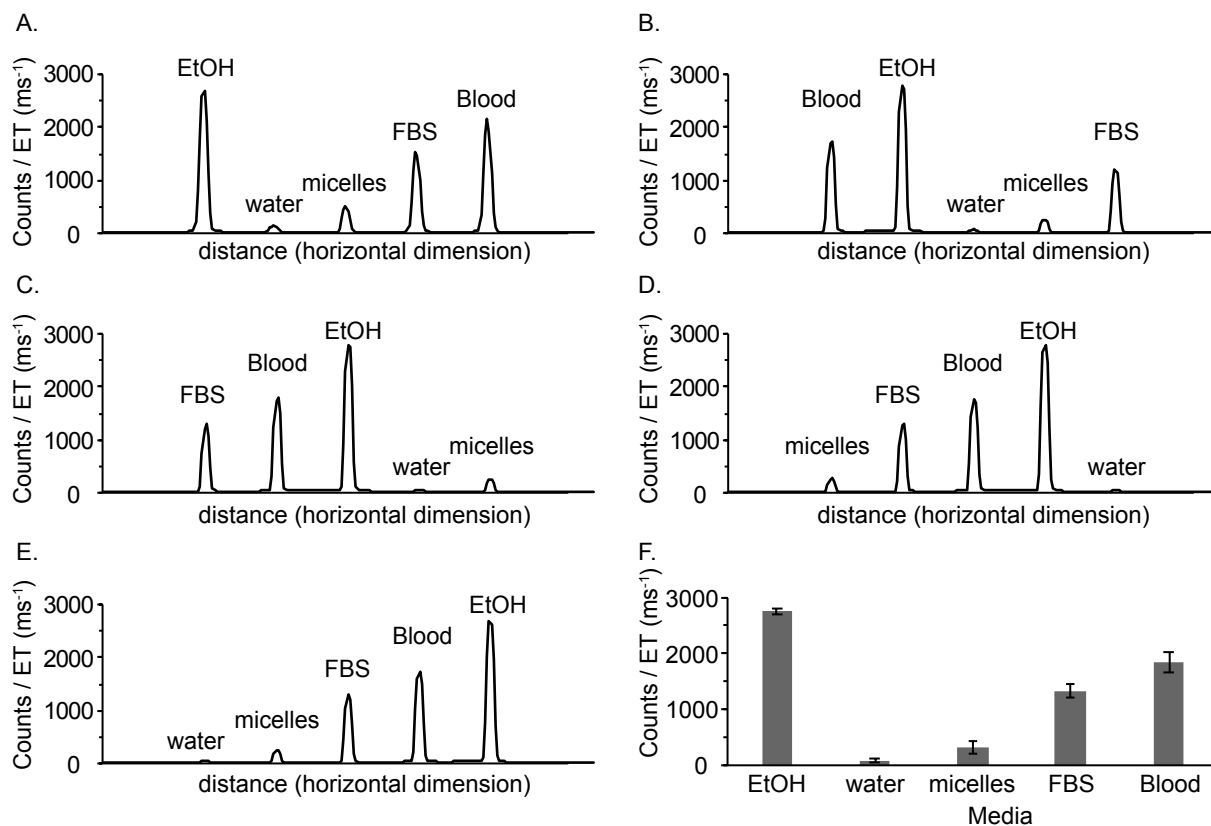 A.
Counts / ET (ms⁻¹)
3000
2000
1000
0
EtOH
water
micelles
FBS
Blood
distance (horizontal dimension)
B.
Counts / ET (ms⁻¹)
3000
2000
1000
0
Blood
EtOH
water
micelles
FBS
distance (horizontal dimension)
C.
Counts / ET (ms⁻¹)
3000
2000
1000
0
FBS
Blood
EtOH
water
micelles
distance (horizontal dimension)
D.
Counts / ET (ms⁻¹)
3000
2000
1000
0
micelles
FBS
Blood
EtOH
water
distance (horizontal dimension)
E.
Counts / ET (ms⁻¹)
3000
2000
1000
0
water
micelles
FBS
Blood
EtOH
distance (horizontal dimension)
F.
Counts / ET (ms⁻¹)
3000
2000
1000
0
EtOH
water
micelles
FBS
Blood
Media